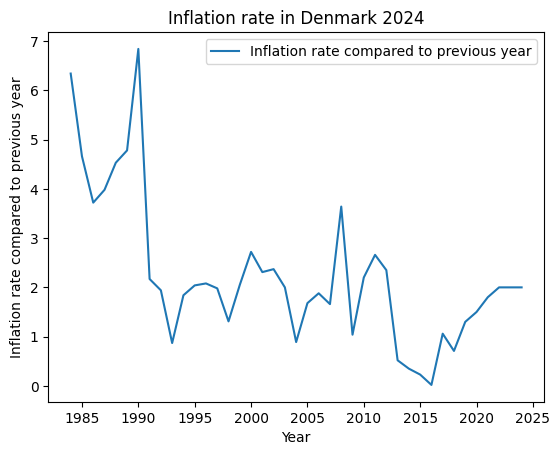 Inflation rate in Denmark 2024
Inflation rate compared to previous year
Inflation rate compared to previous year
7
6
5
4
3
2
1
0
1985 1990 1995 2000 2005 2010 2015 2020 2025
Year